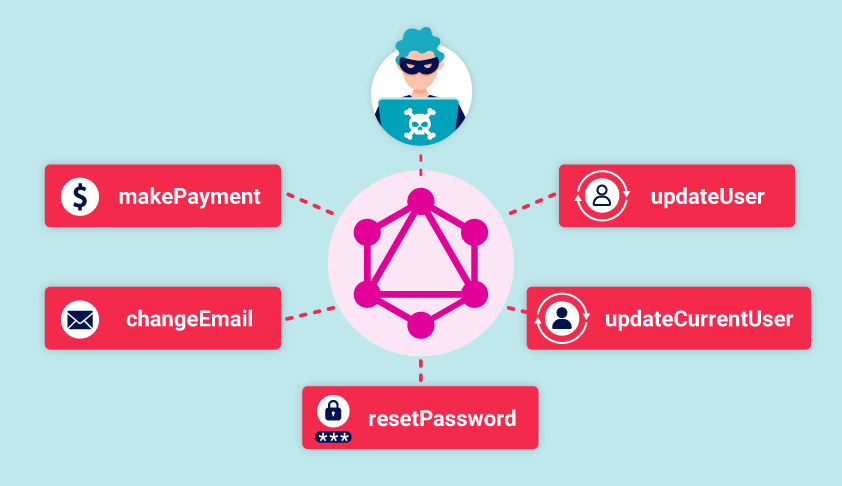 makePayment
updateUser
changeEmail
updateCurrentUser
resetPassword
***